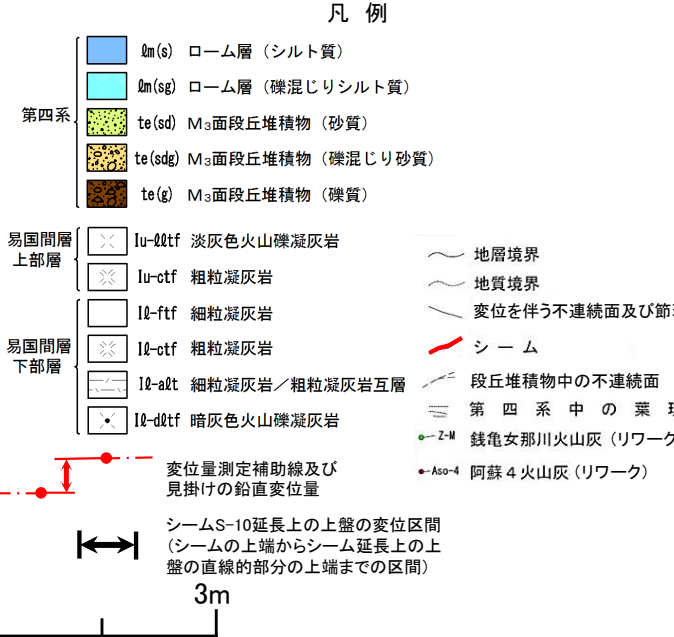 凡 例
第四系
ℓm(s) ローム層（シルト質）
ℓm(sg) ローム層（礫混じりシルト質）
te(sd) M₃面段丘堆積物（砂質）
te(sdg) M₃面段丘堆積物（礫混じり砂質）
te(g) M₃面段丘堆積物（礫質）
易国間層
上部層
Iu-ℓℓtf 淡灰色火山礫凝灰岩
Iu-ctf 粗粒凝灰岩
易国間層
下部層
Iℓ-ftf 細粒凝灰岩
Iℓ-ctf 粗粒凝灰岩
Iℓ-aℓt 細粒凝灰岩／粗粒凝灰岩互層
Iℓ-dℓtf 暗灰色火山礫凝灰岩
地層境界
地質境界
変位を伴う不連続面及び節
シーム
段丘堆積物中の不連続面
第四系中の葉
Z-M 銭亀女那川火山灰（リワーク
Aso-4 阿蘇４火山灰（リワーク）
変位量測定補助線及び
見掛けの鉛直変位量
シームS-10延長上の上盤の変位区間
（シームの上端からシーム延長上の上
盤の直線的部分の上端までの区間）
3m